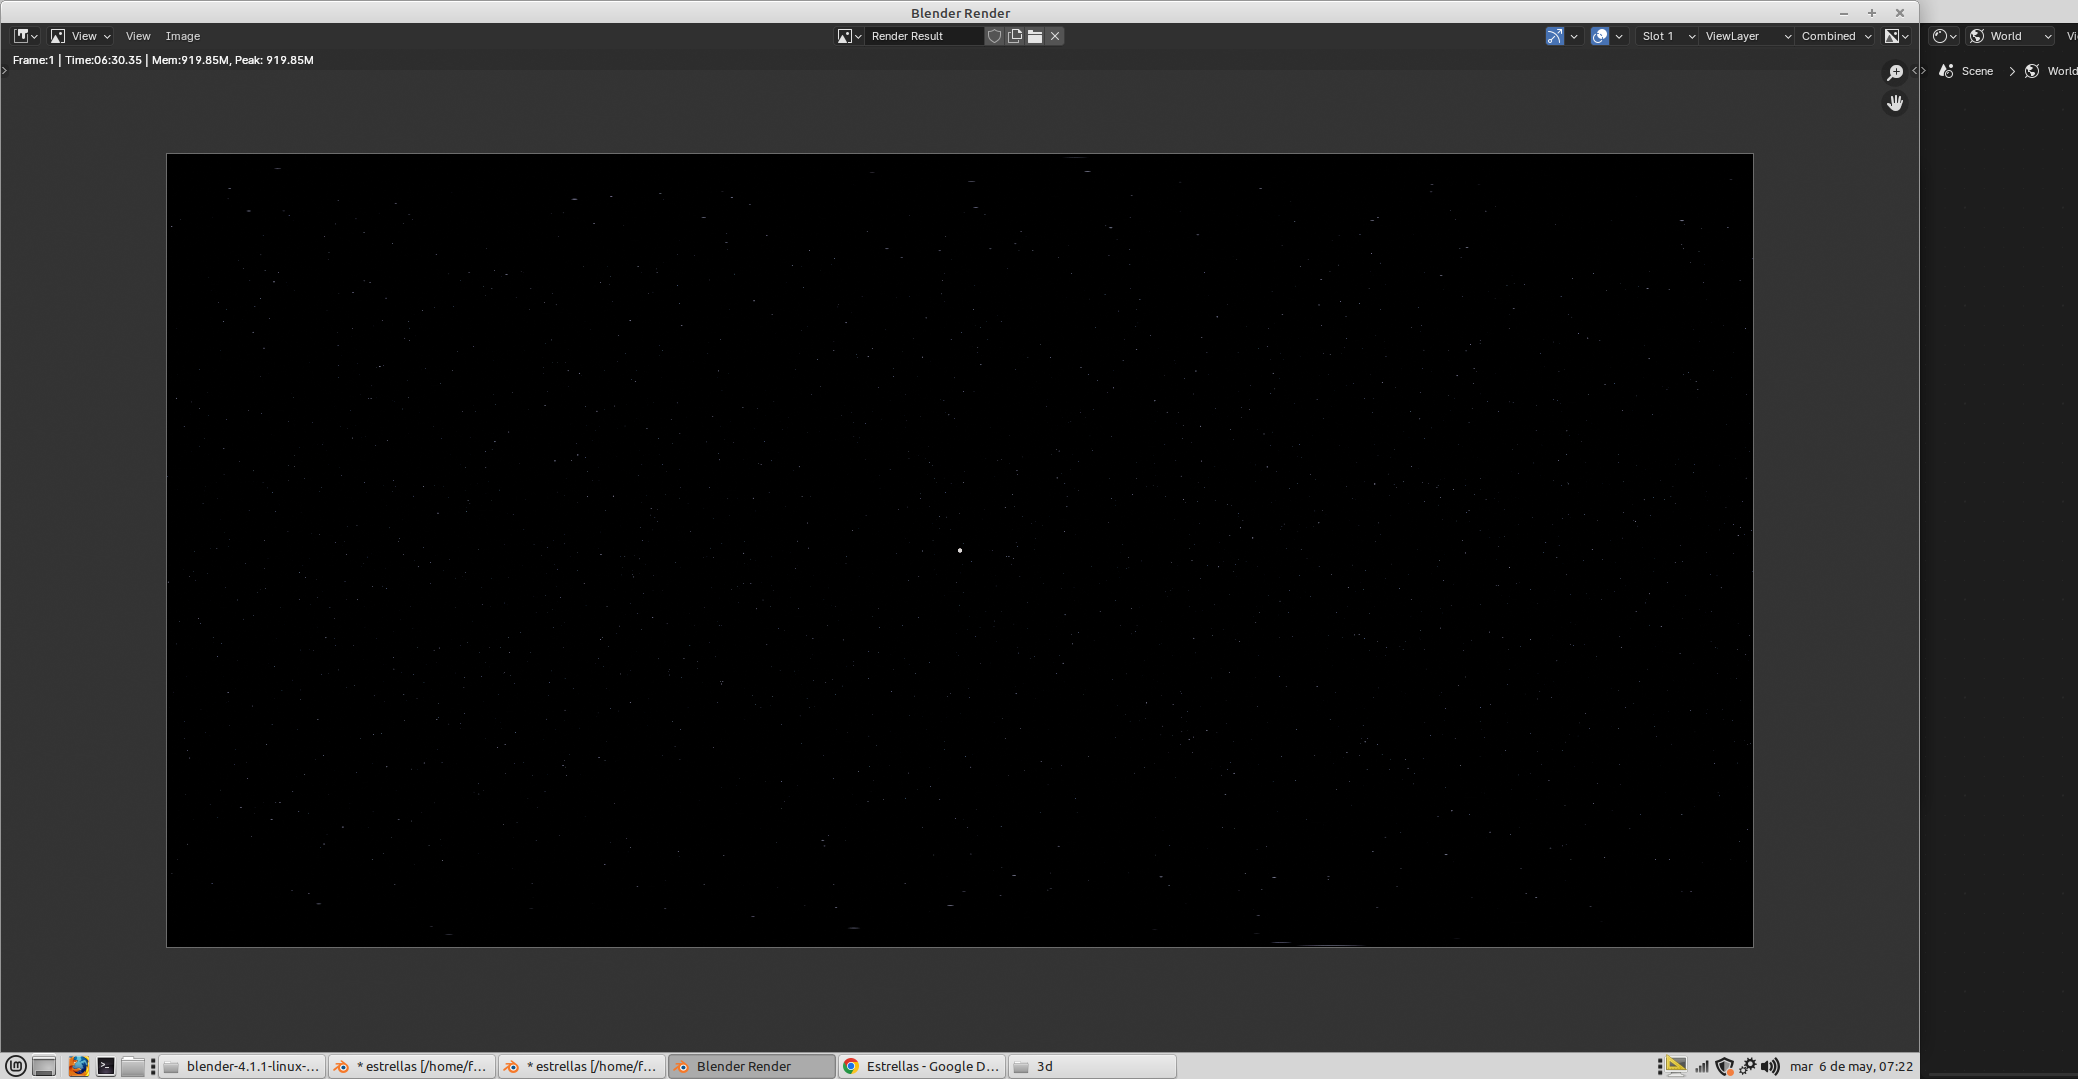 Blender Render
View View Image Render Result Slot 1 ViewLayer Combined World
Frame:1 | Time:06:30.35 | Mem:919.85M, Peak: 919.85M
Scene World
blender-4.1.1-linux-... * estrellas [/home/f... * estrellas [/home/f... Blender Render Estrellas - Google D... 3d mar 6 de may, 07:22